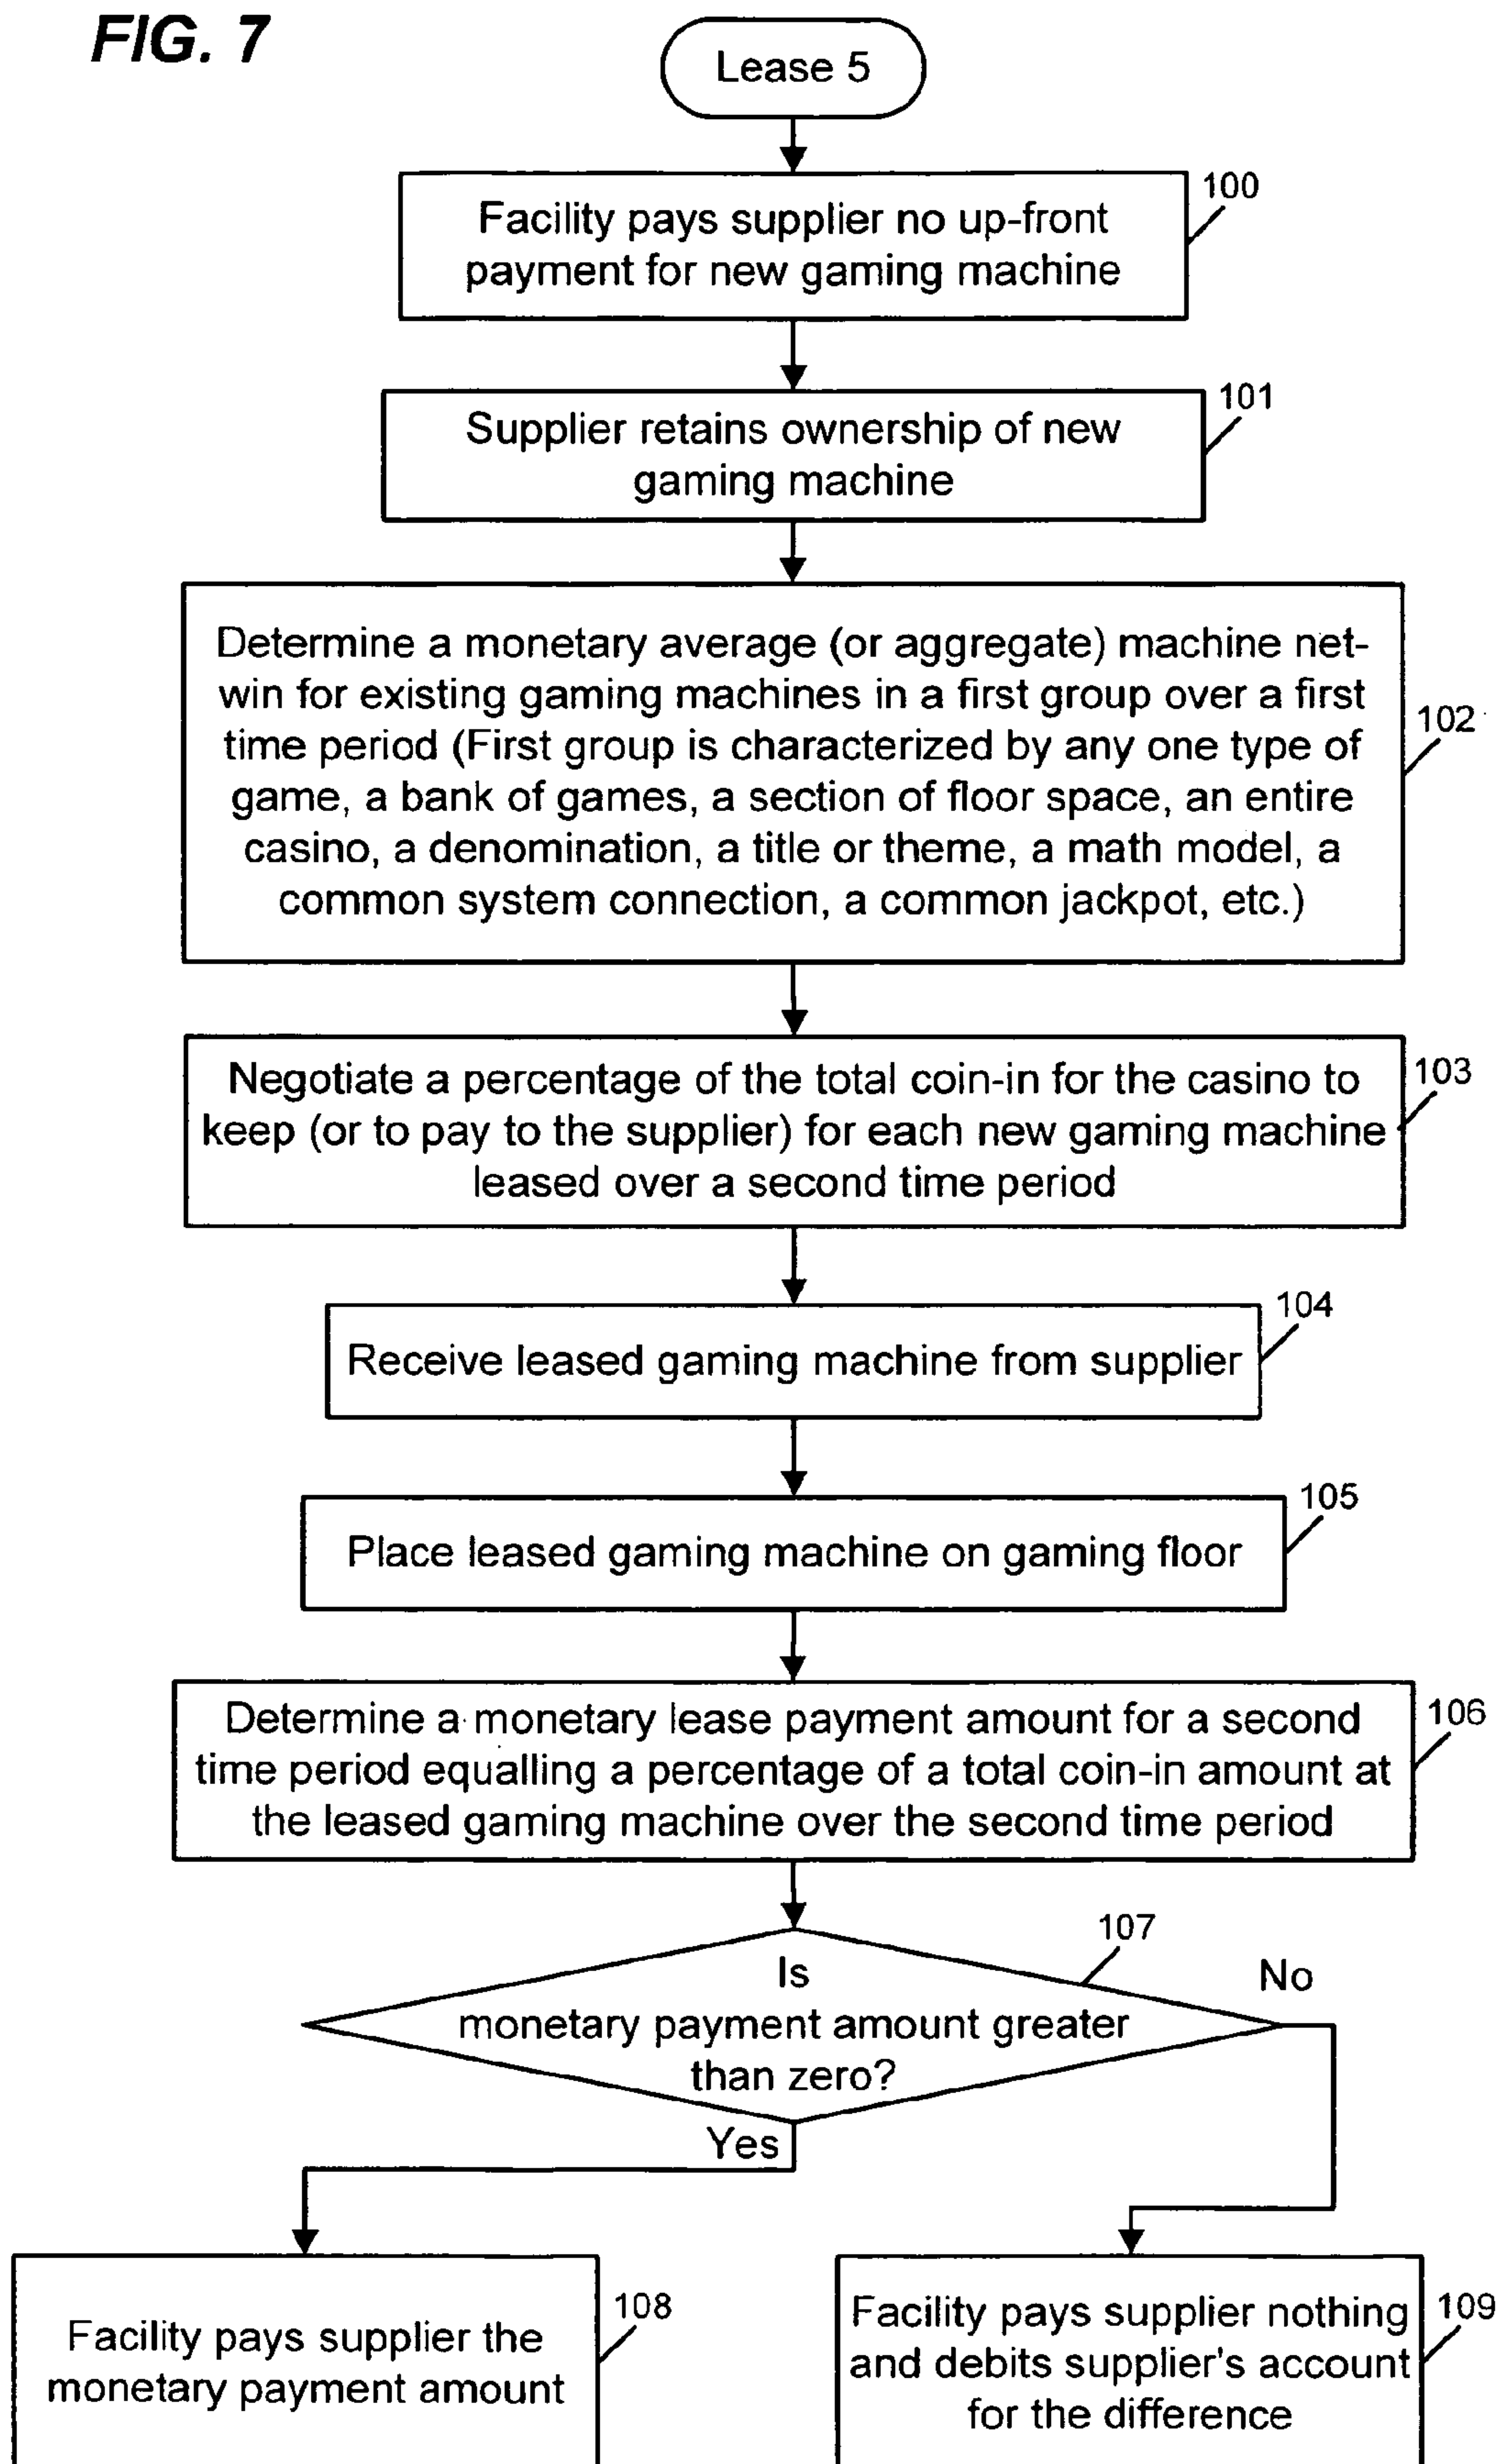 FIG. 7
Lease 5
100
Facility pays supplier no up-front
payment for new gaming machine
101
Supplier retains ownership of new
gaming machine
Determine a monetary average (or aggregate) machine net-
win for existing gaming machines in a first group over a first
time period (First group is characterized by any one type of
game, a bank of games, a section of floor space, an entire
casino, a denomination, a title or theme, a math model, a
common system connection, a common jackpot, etc.)
102
Negotiate a percentage of the total coin-in for the casino to
keep (or to pay to the supplier) for each new gaming machine
leased over a second time period
103
104
Receive leased gaming machine from supplier
105
Place leased gaming machine on gaming floor
Determine a monetary lease payment amount for a second
time period equalling a percentage of a total coin-in amount at
the leased gaming machine over the second time period
106
107
Is
monetary payment amount greater
than zero?
No
Yes
Facility pays supplier the
monetary payment amount
108
Facility pays supplier nothing
and debits supplier's account
for the difference
109